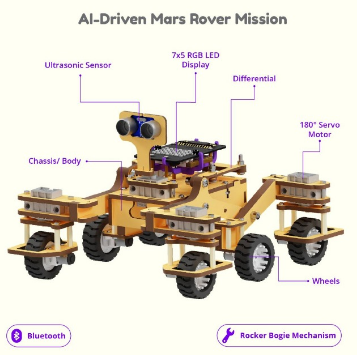 AI-Driven Mars Rover Mission
Ultrasonic Sensor
7x5 RGB LED
Display
Differential
180° Servo
Motor
Chassis/ Body
Wheels
Bluetooth
Rocker Bogie Mechanism